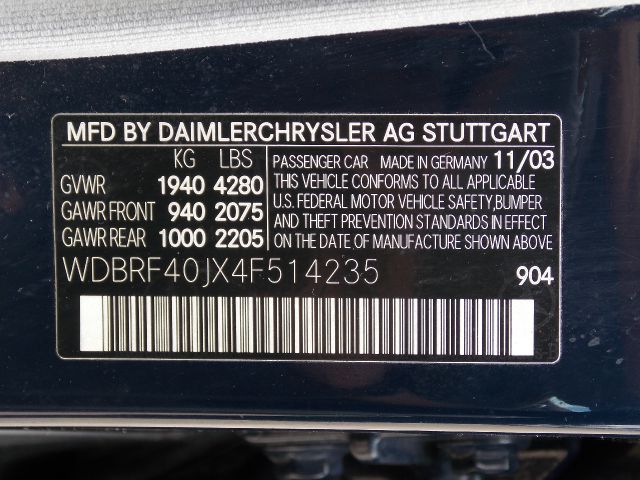 MFD BY DAIMLERCHRYSLER AG STUTTGART
KG LBS
GVWR 1940 4280
GAWR FRONT 940 2075
GAWR REAR 1000 2205
PASSENGER CAR MADE IN GERMANY 11/03
THIS VEHICLE CONFORMS TO ALL APPLICABLE
U.S. FEDERAL MOTOR VEHICLE SAFETY,BUMPER
AND THEFT PREVENTION STANDARDS IN EFFECT
ON DATE OF MANUFACTURE SHOWN ABOVE
WDBRF40JX4F514235
904